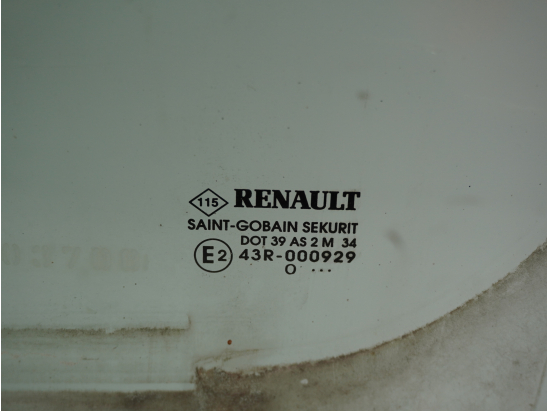 115 RENAULT
SAINT-GOBAIN SEKURIT
DOT 39 AS 2 M 34
E2 43R-000929
O ...